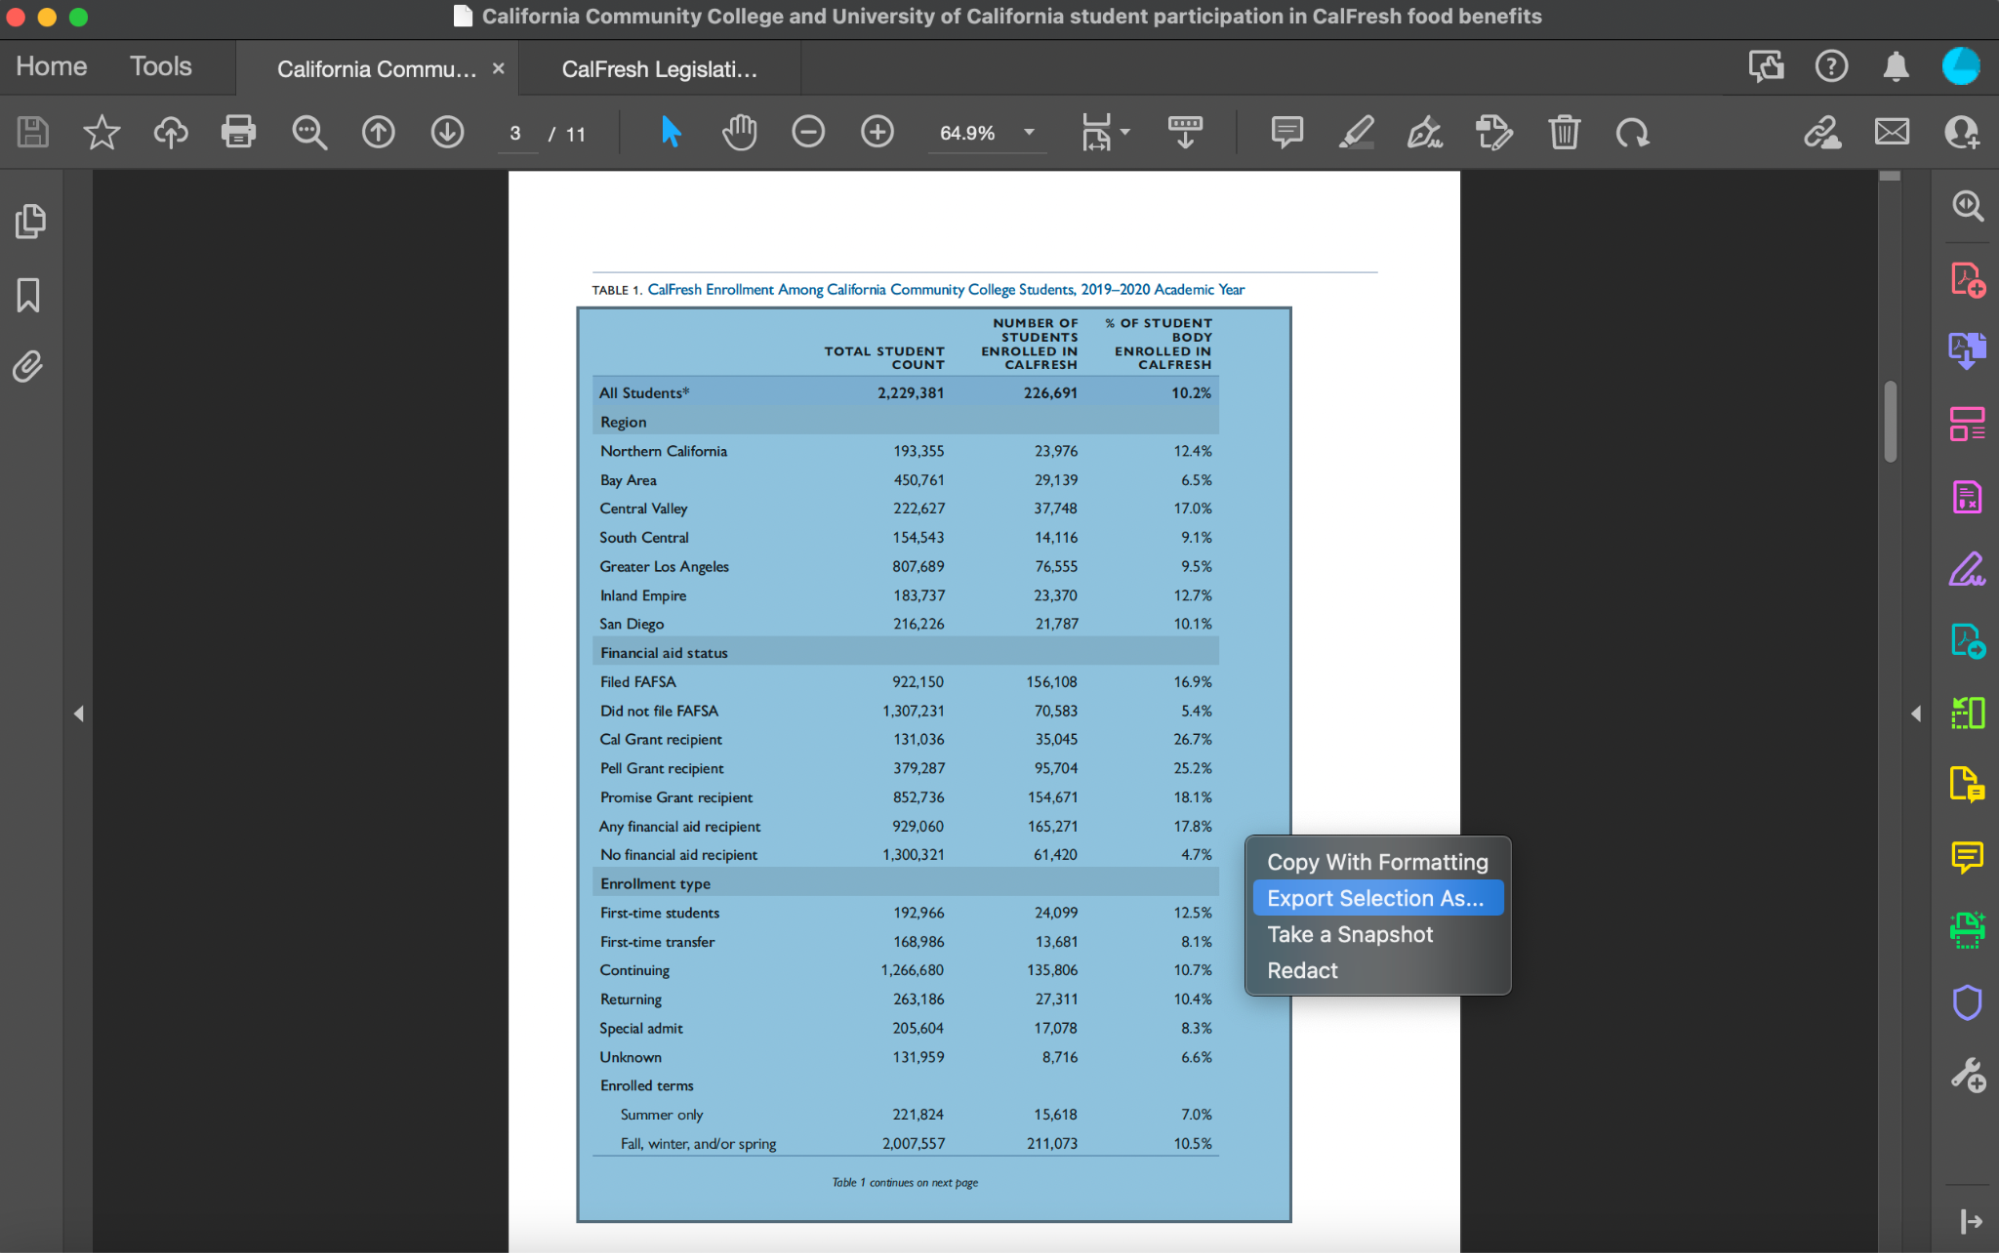 California Community College and University of California student participation in CalFresh food benefits
Home Tools California Commu... × CalFresh Legislati...
3 / 11 64.9%
TABLE 1. CalFresh Enrollment Among California Community College Students, 2019–2020 Academic Year
TOTAL STUDENT COUNT NUMBER OF STUDENTS ENROLLED IN CALFRESH % OF STUDENT BODY ENROLLED IN CALFRESH
All Students* 2,229,381 226,691 10.2%
Region
Northern California 193,355 23,976 12.4%
Bay Area 450,761 29,139 6.5%
Central Valley 222,627 37,748 17.0%
South Central 154,543 14,116 9.1%
Greater Los Angeles 807,689 76,555 9.5%
Inland Empire 183,737 23,370 12.7%
San Diego 216,226 21,787 10.1%
Financial aid status
Filed FAFSA 922,150 156,108 16.9%
Did not file FAFSA 1,307,231 70,583 5.4%
Cal Grant recipient 131,036 35,045 26.7%
Pell Grant recipient 379,287 95,704 25.2%
Promise Grant recipient 852,736 154,671 18.1%
Any financial aid recipient 929,060 165,271 17.8%
No financial aid recipient 1,300,321 61,420 4.7%
Enrollment type
First-time students 192,966 24,099 12.5%
First-time transfer 168,986 13,681 8.1%
Continuing 1,266,680 135,806 10.7%
Returning 263,186 27,311 10.4%
Special admit 205,604 17,078 8.3%
Unknown 131,959 8,716 6.6%
Enrolled terms
Summer only 221,824 15,618 7.0%
Fall, winter, and/or spring 2,007,557 211,073 10.5%
Table 1 continues on next page
Copy With Formatting
Export Selection As...
Take a Snapshot
Redact